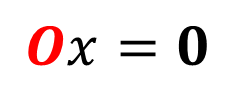 Ox = 0